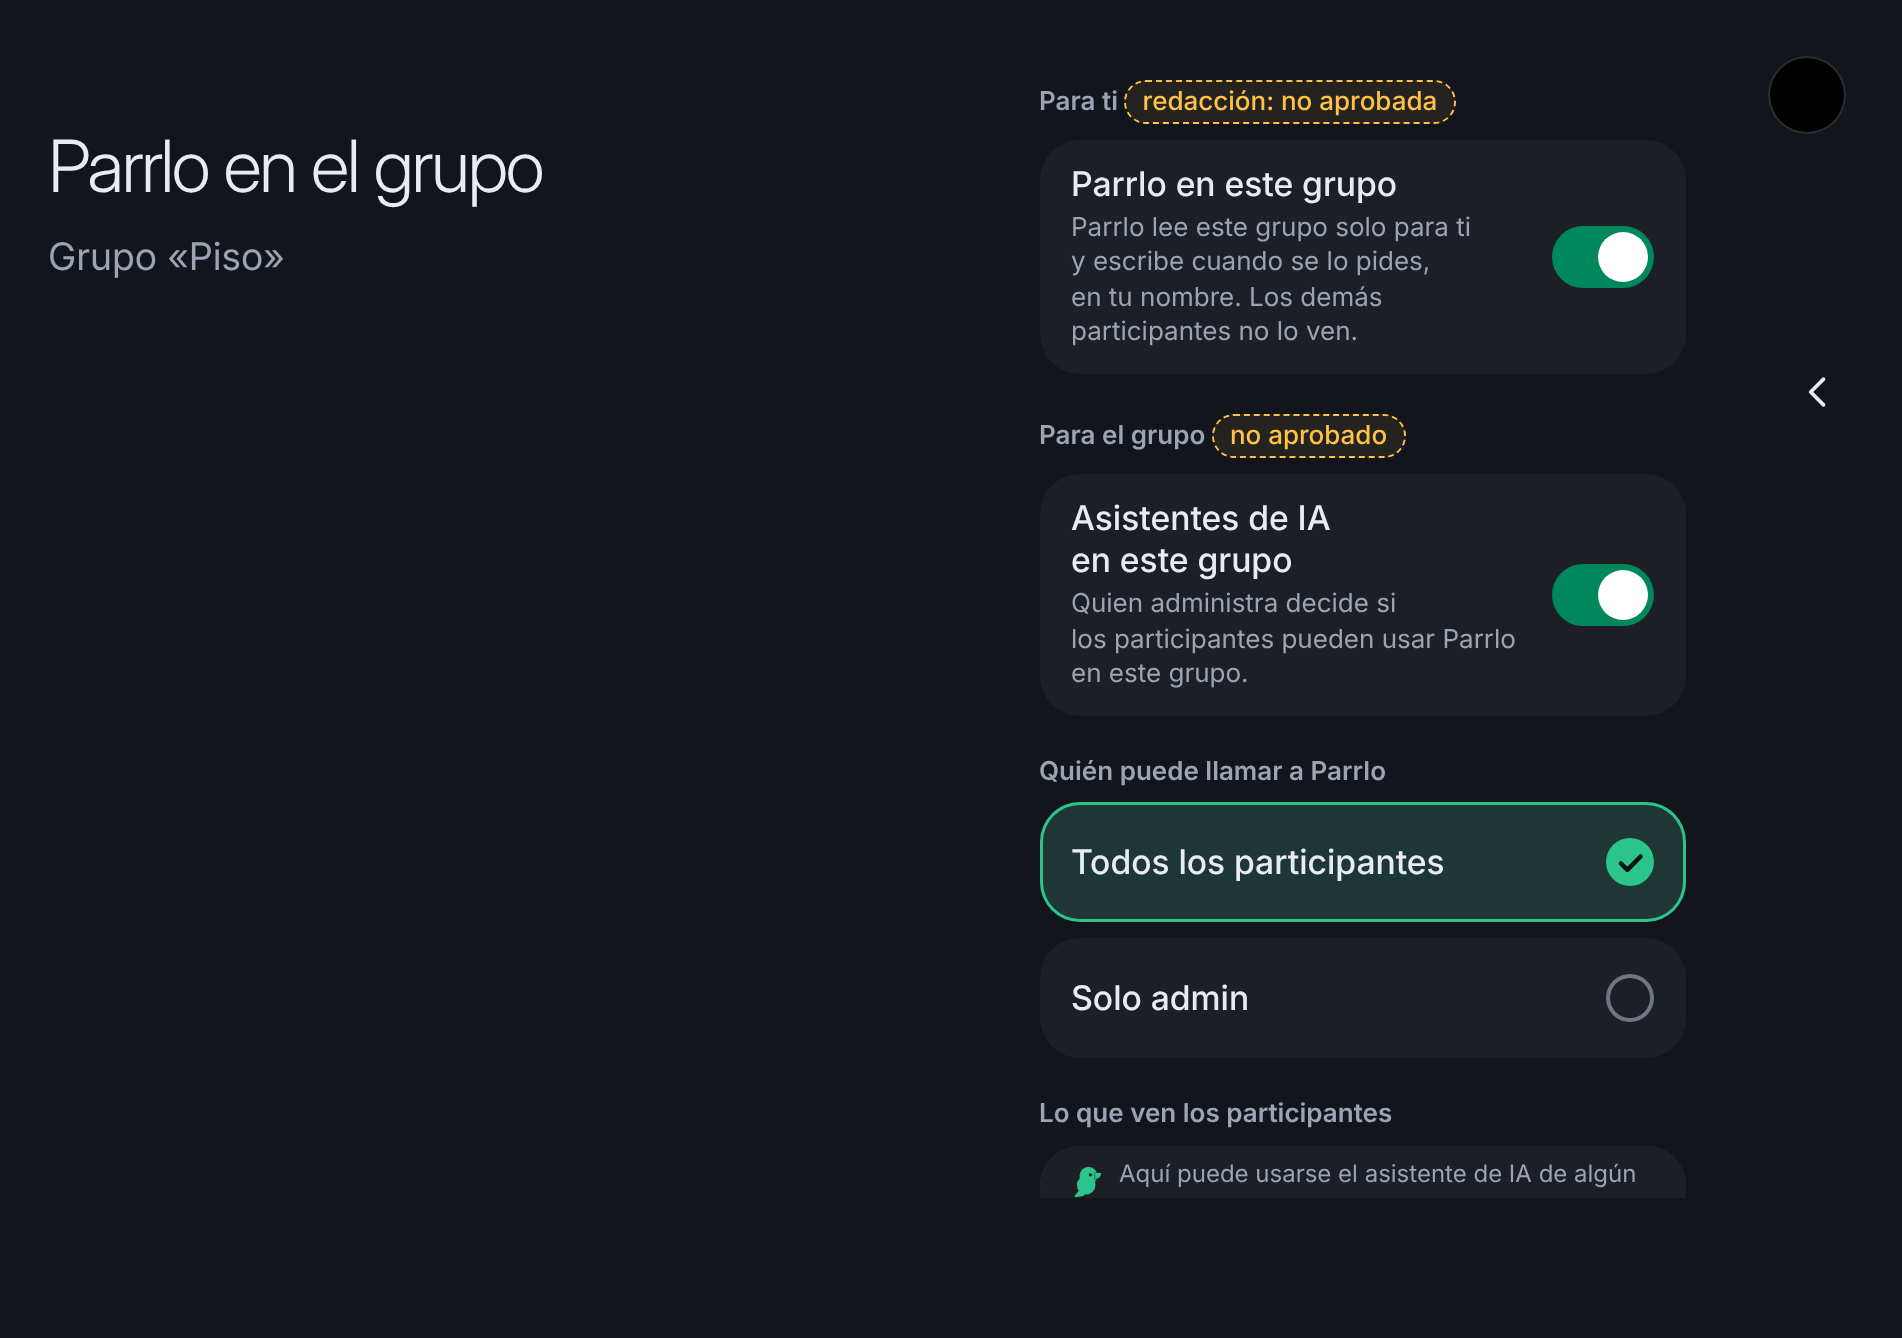 Parrlo en el grupo
Grupo «Piso»
Para ti redacción: no aprobada
Parrlo en este grupo
Parrlo lee este grupo solo para ti
y escribe cuando se lo pides,
en tu nombre. Los demás
participantes no lo ven.
Para el grupo no aprobado
Asistentes de IA
en este grupo
Quien administra decide si
los participantes pueden usar Parrlo
en este grupo.
Quién puede llamar a Parrlo
Todos los participantes
Solo admin
Lo que ven los participantes
Aquí puede usarse el asistente de IA de algún